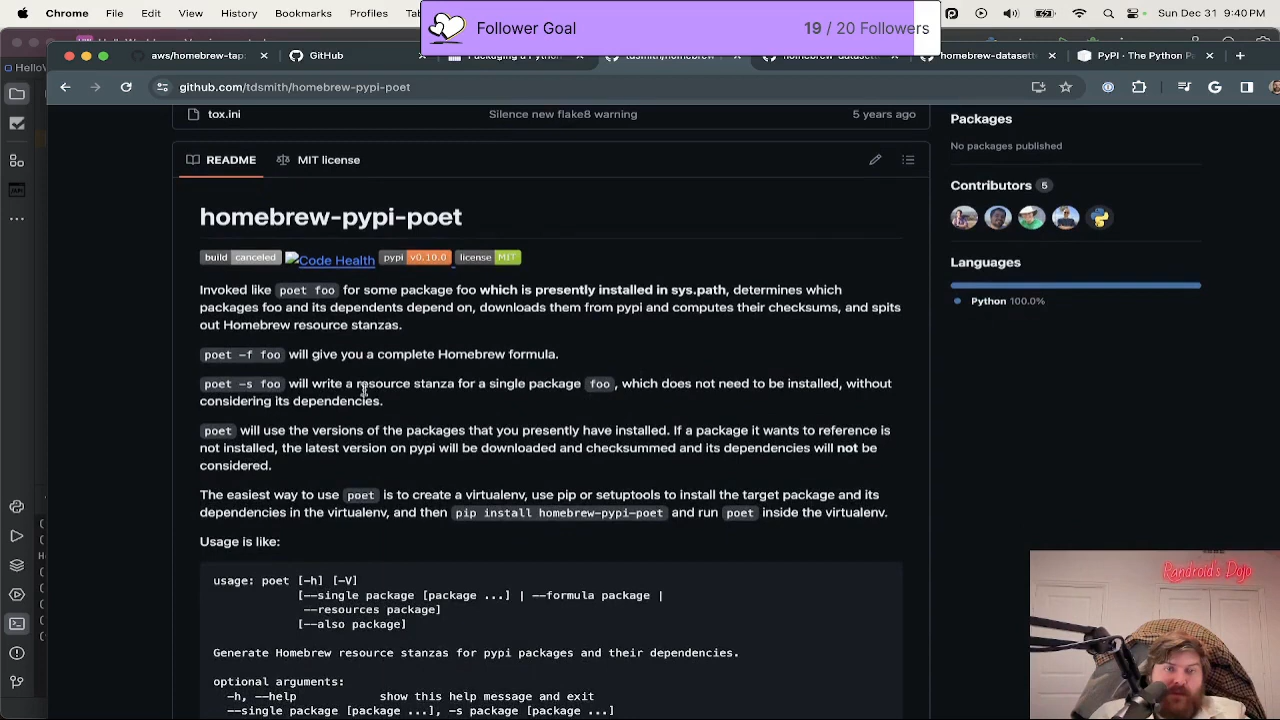 Follower Goal
19 / 20 Followers
Sun Dec 31 9:40 PM
GitHub
PyPI · The Python P
github.com/tdsmith/homebrew-pypi-poet
tox.ini
Silence new flake8 warning
5 years ago
README
MIT license
homebrew-pypi-poet
build canceled Code Health pypi v0.10.0 license MIT
Invoked like poet foo for some package foo which is presently installed in sys.path, determines which
packages foo and its dependents depend on, downloads them from pypi and computes their checksums, and spits
out Homebrew resource stanzas.
poet -f foo will give you a complete Homebrew formula.
poet -s foo will write a resource stanza for a single package foo, which does not need to be installed, without
considering its dependencies.
poet will use the versions of the packages that you presently have installed. If a package it wants to reference is
not installed, the latest version on pypi will be downloaded and checksummed and its dependencies will not be
considered.
The easiest way to use poet is to create a virtualenv, use pip or setuptools to install the target package and its
dependencies in the virtualenv, and then pip install homebrew-pypi-poet and run poet inside the virtualenv.
Usage is like:
usage: poet [-h] [-V]
[--single package [package ...] | --formula package |
--resources package]
[--also package]
Generate Homebrew resource stanzas for pypi packages and their dependencies.
optional arguments:
-h, --help show this help message and exit
--single package [package ...], -s package [package ...]
Packages
No packages published
Contributors 5
Languages
Python 100.0%
Randroid's Dojo